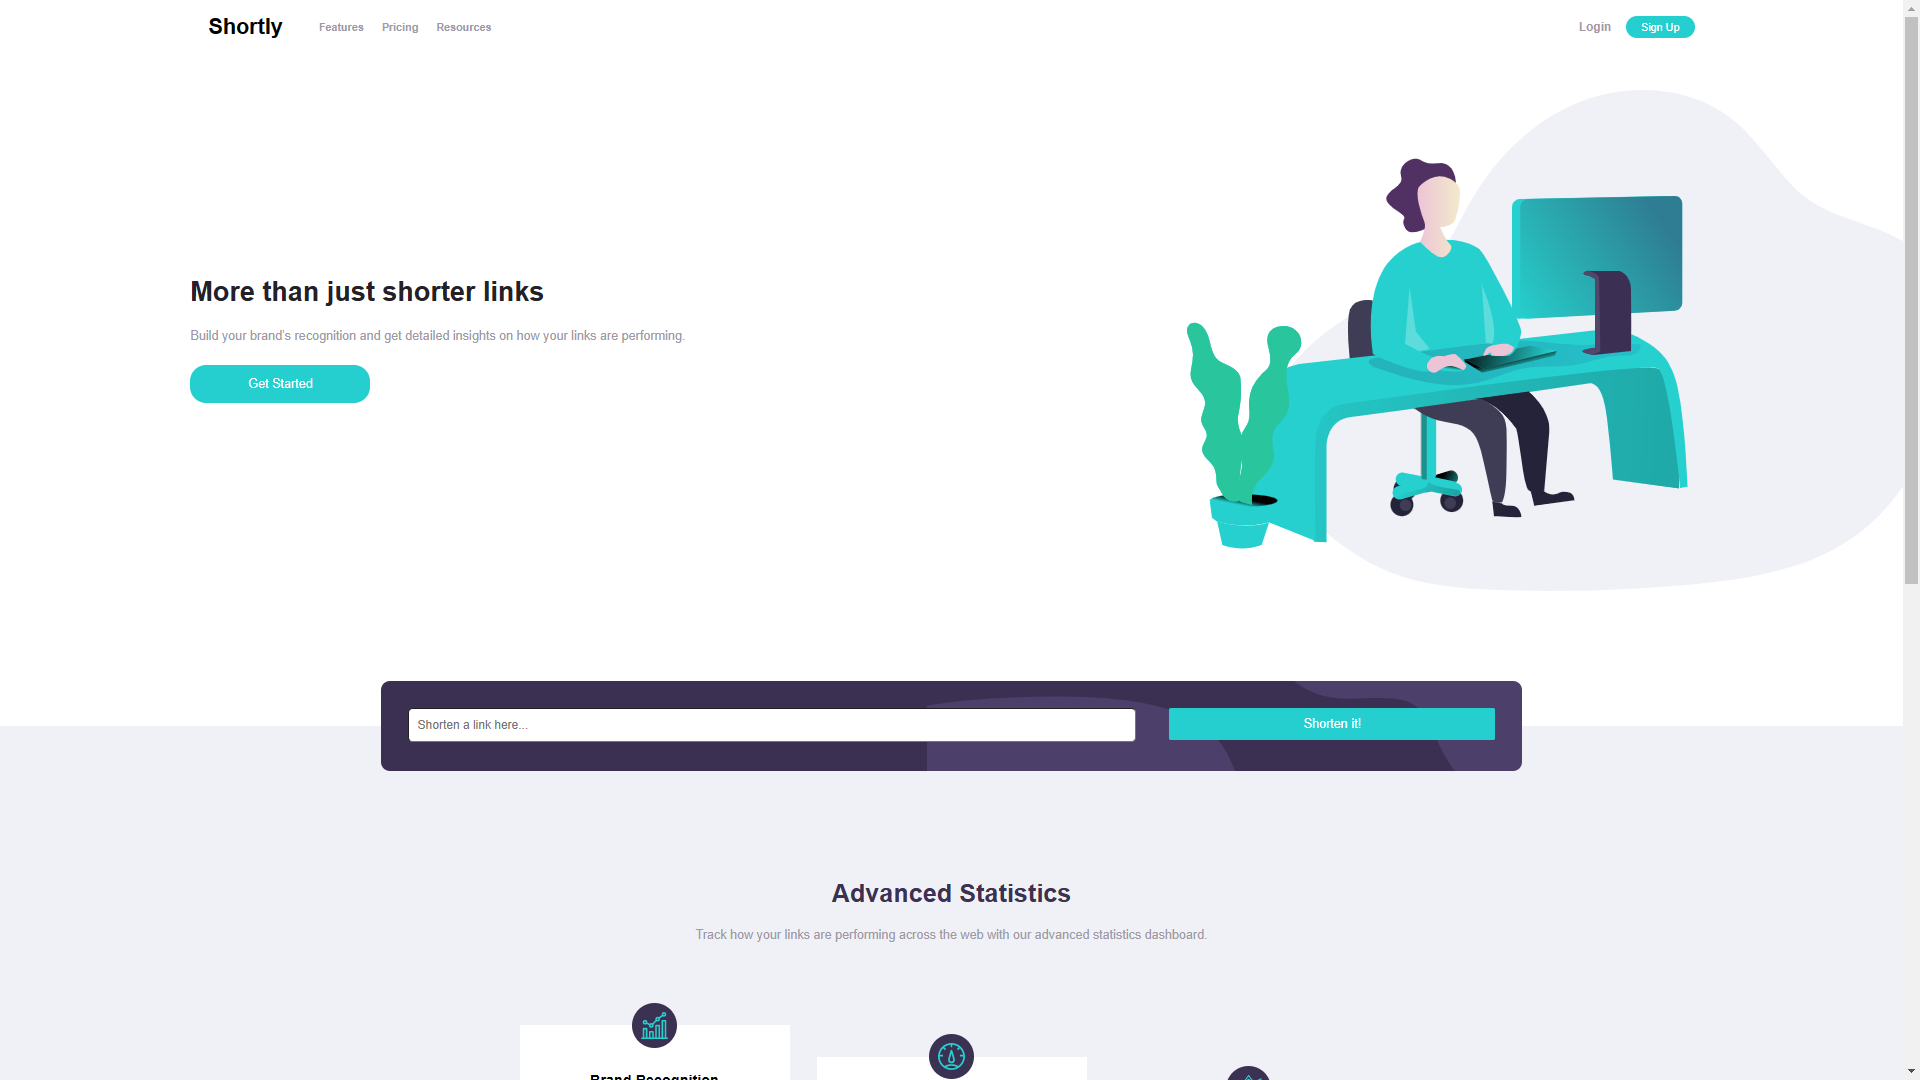 Shortly
Features
Pricing
Resources
Login
Sign Up
More than just shorter links
Build your brand's recognition and get detailed insights on how your links are performing.
Get Started
Shorten a link here...
Shorten it!
Advanced Statistics
Track how your links are performing across the web with our advanced statistics dashboard.
Brand Recognition